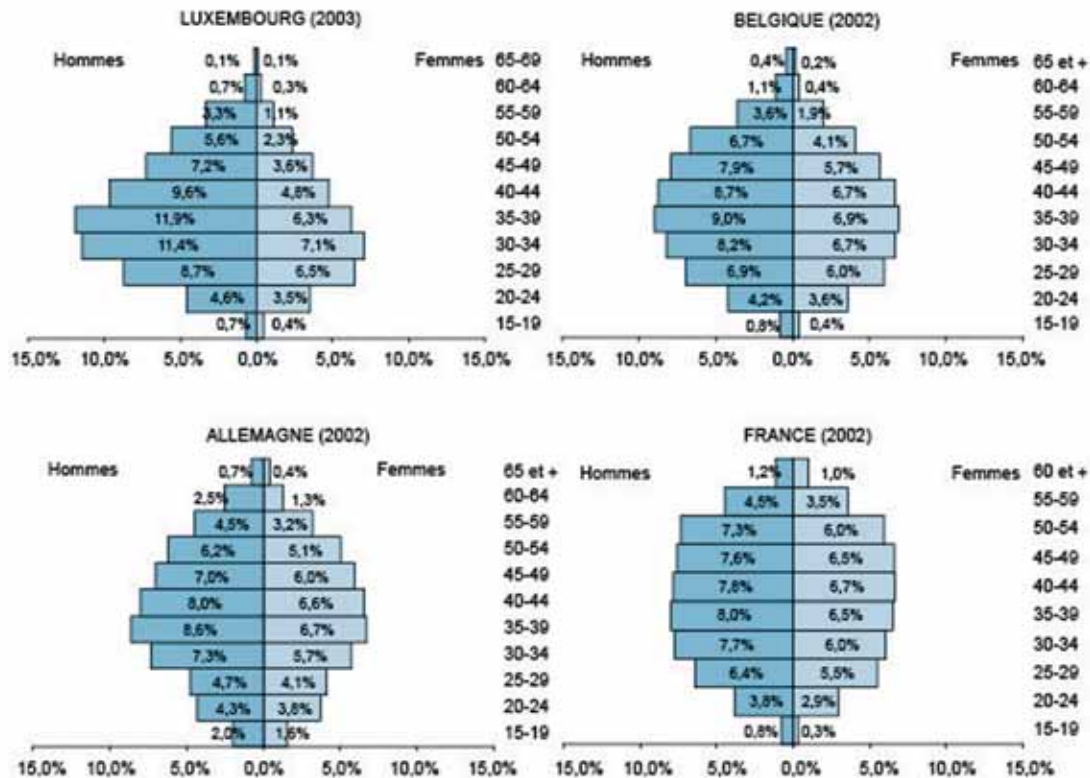 LUXEMBOURG (2003)
Hommes 0,1% 0,1% Femmes 65-69
0,7% 0,3% 60-64
3,3% 1,1% 55-59
5,6% 2,3% 50-54
7,2% 3,6% 45-49
9,6% 4,8% 40-44
11,9% 6,3% 35-39
11,4% 7,1% 30-34
8,7% 6,5% 25-29
4,6% 3,5% 20-24
0,7% 0,4% 15-19
15,0% 10,0% 5,0% 0,0% 5,0% 10,0% 15,0%
BELGIQUE (2002)
Hommes 0,4% 0,2% Femmes 65 et +
1,1% 0,4% 60-64
3,6% 1,9% 55-59
6,7% 4,1% 50-54
7,9% 5,7% 45-49
8,7% 6,7% 40-44
9,0% 6,9% 35-39
8,2% 6,7% 30-34
6,9% 6,0% 25-29
4,2% 3,6% 20-24
0,8% 0,4% 15-19
15,0% 10,0% 5,0% 0,0% 5,0% 10,0% 15,0%
ALLEMAGNE (2002)
Hommes 0,7% 0,4% Femmes 65 et +
2,5% 1,3% 60-64
4,5% 3,2% 55-59
6,2% 5,1% 50-54
7,0% 6,0% 45-49
8,0% 6,6% 40-44
8,6% 6,7% 35-39
7,3% 5,7% 30-34
4,7% 4,1% 25-29
4,3% 3,8% 20-24
2,0% 1,6% 15-19
15,0% 10,0% 5,0% 0,0% 5,0% 10,0% 15,0%
FRANCE (2002)
Hommes 1,2% 1,0% Femmes 60 et +
4,5% 3,5% 55-59
7,3% 6,0% 50-54
7,6% 6,5% 45-49
7,8% 6,7% 40-44
8,0% 6,5% 35-39
7,7% 6,0% 30-34
6,4% 5,5% 25-29
3,8% 2,9% 20-24
0,8% 0,3% 15-19
15,0% 10,0% 5,0% 0,0% 5,0% 10,0% 15,0%